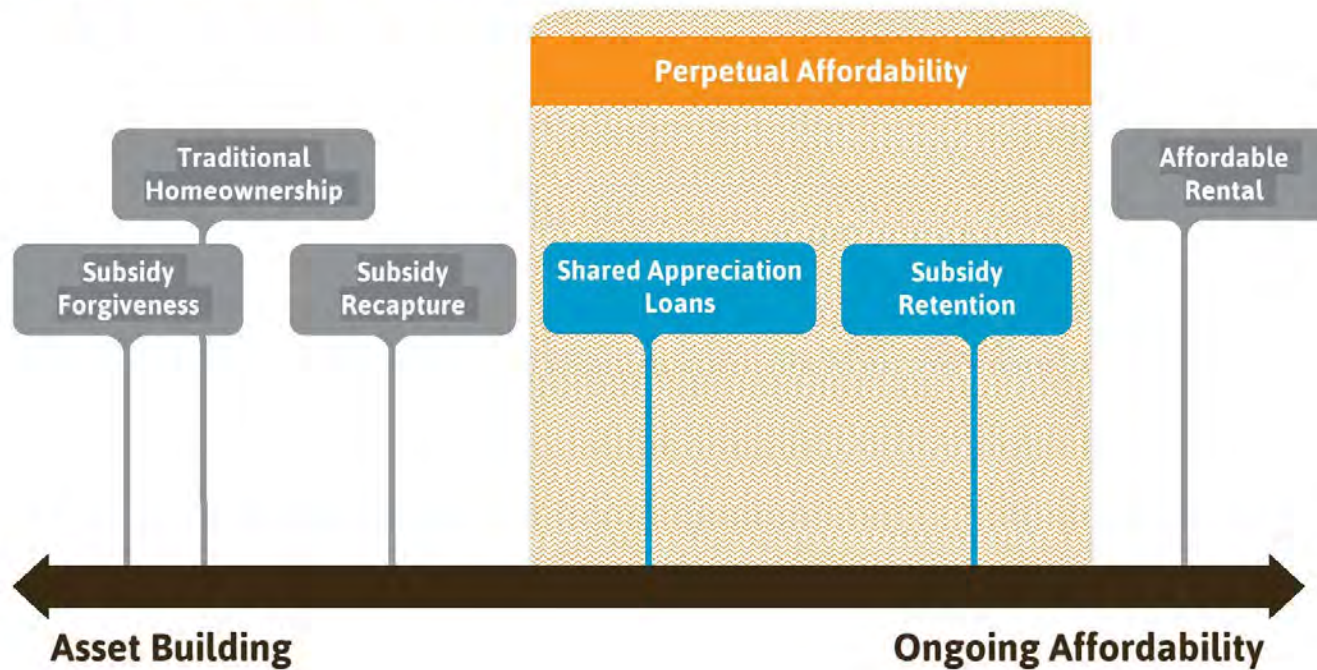 Perpetual Affordability
Traditional
Homeownership
Affordable
Rental
Subsidy
Forgiveness
Subsidy
Recapture
Shared Appreciation
Loans
Subsidy
Retention
Asset Building
Ongoing Affordability